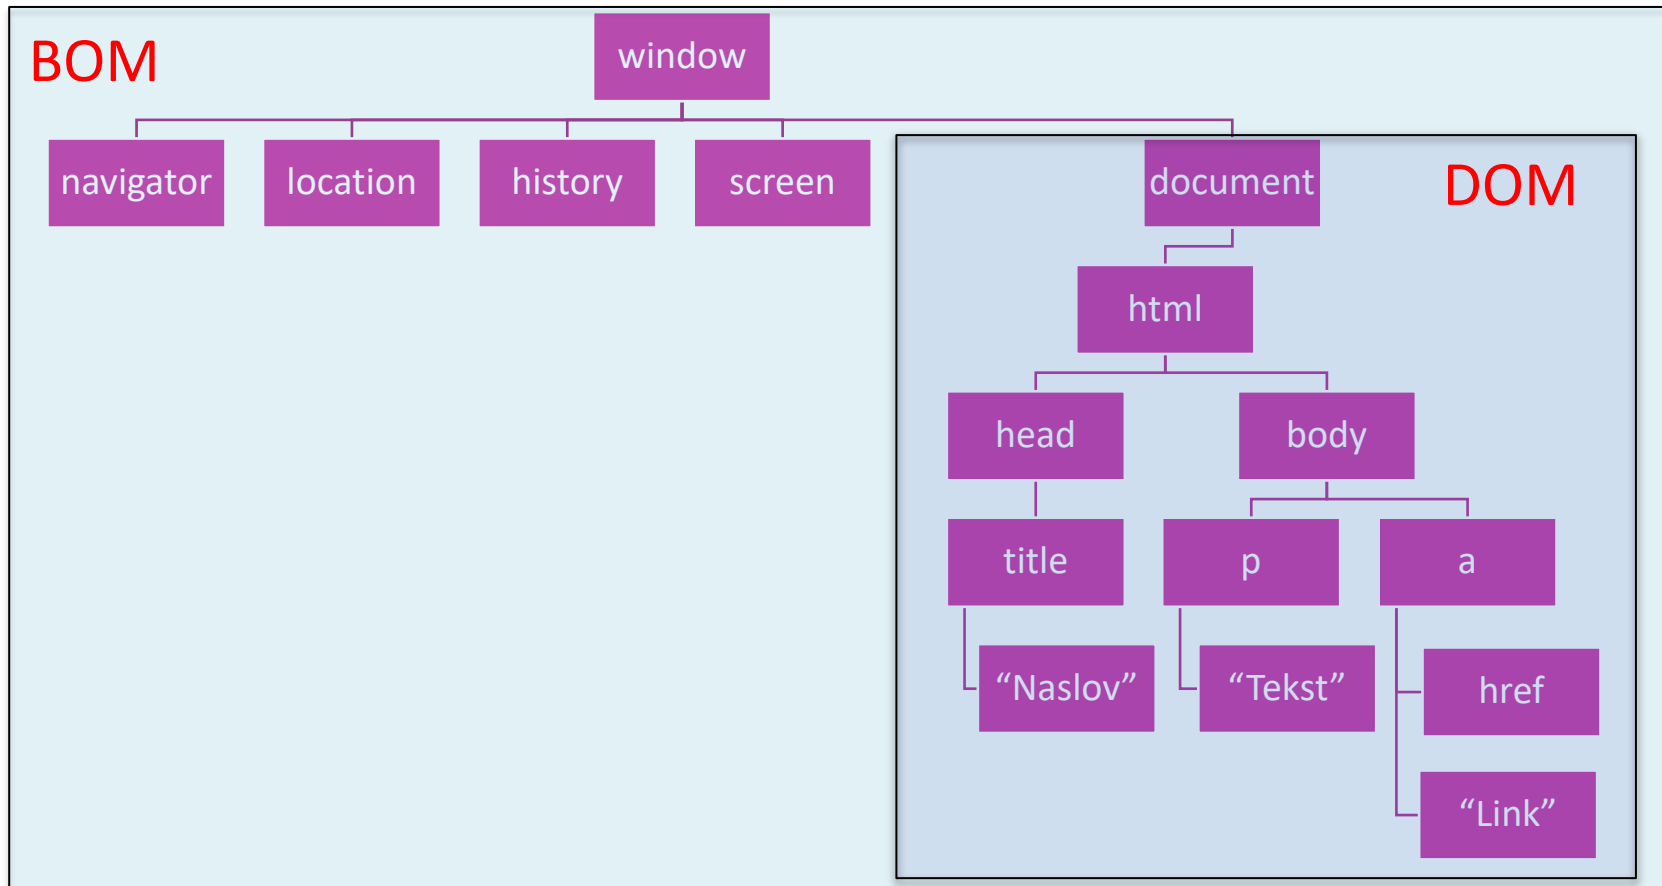 BOM
window
navigator
location
history
screen
document
DOM
html
head
body
title
p
a
“Naslov”
“Tekst”
href
“Link”